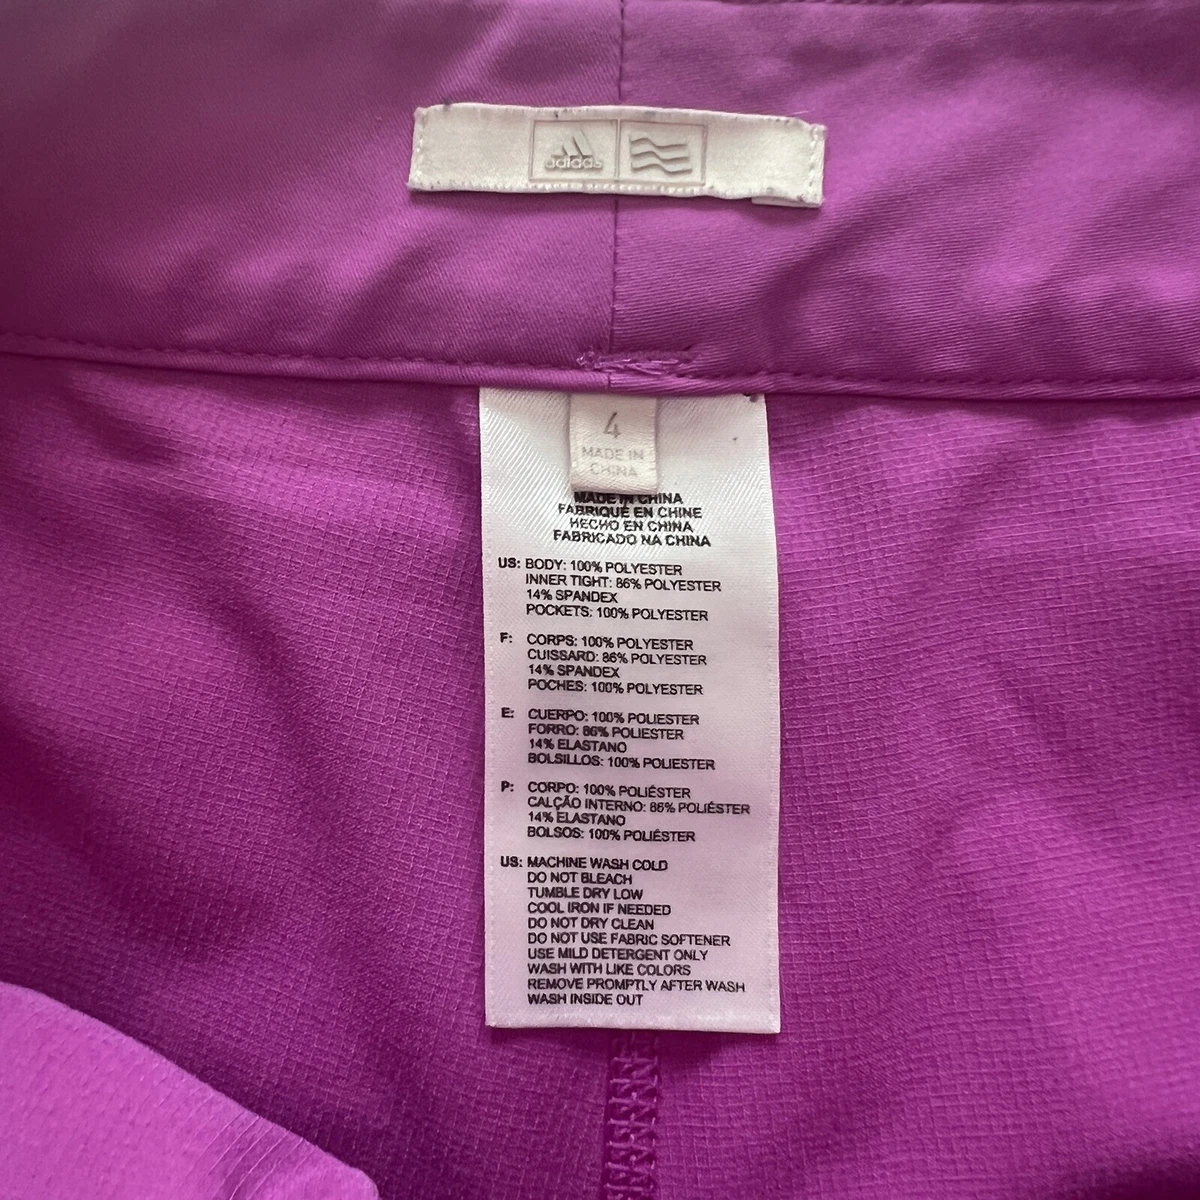 adidas
4
MADE IN
CHINA
MADE IN CHINA
FABRIQUÉ EN CHINE
HECHO EN CHINA
FABRICADO NA CHINA
US: BODY: 100% POLYESTER
INNER TIGHT: 86% POLYESTER
14% SPANDEX
POCKETS: 100% POLYESTER
F: CORPS: 100% POLYESTER
CUISSARD: 86% POLYESTER
14% SPANDEX
POCHES: 100% POLYESTER
E: CUERPO: 100% POLIESTER
FORRO: 86% POLIESTER
14% ELASTANO
BOLSILLOS: 100% POLIESTER
P: CORPO: 100% POLIÉSTER
CALÇÃO INTERNO: 86% POLIÉSTER
14% ELASTANO
BOLSOS: 100% POLIÉSTER
US: MACHINE WASH COLD
DO NOT BLEACH
TUMBLE DRY LOW
COOL IRON IF NEEDED
DO NOT DRY CLEAN
DO NOT USE FABRIC SOFTENER
USE MILD DETERGENT ONLY
WASH WITH LIKE COLORS
REMOVE PROMPTLY AFTER WASH
WASH INSIDE OUT